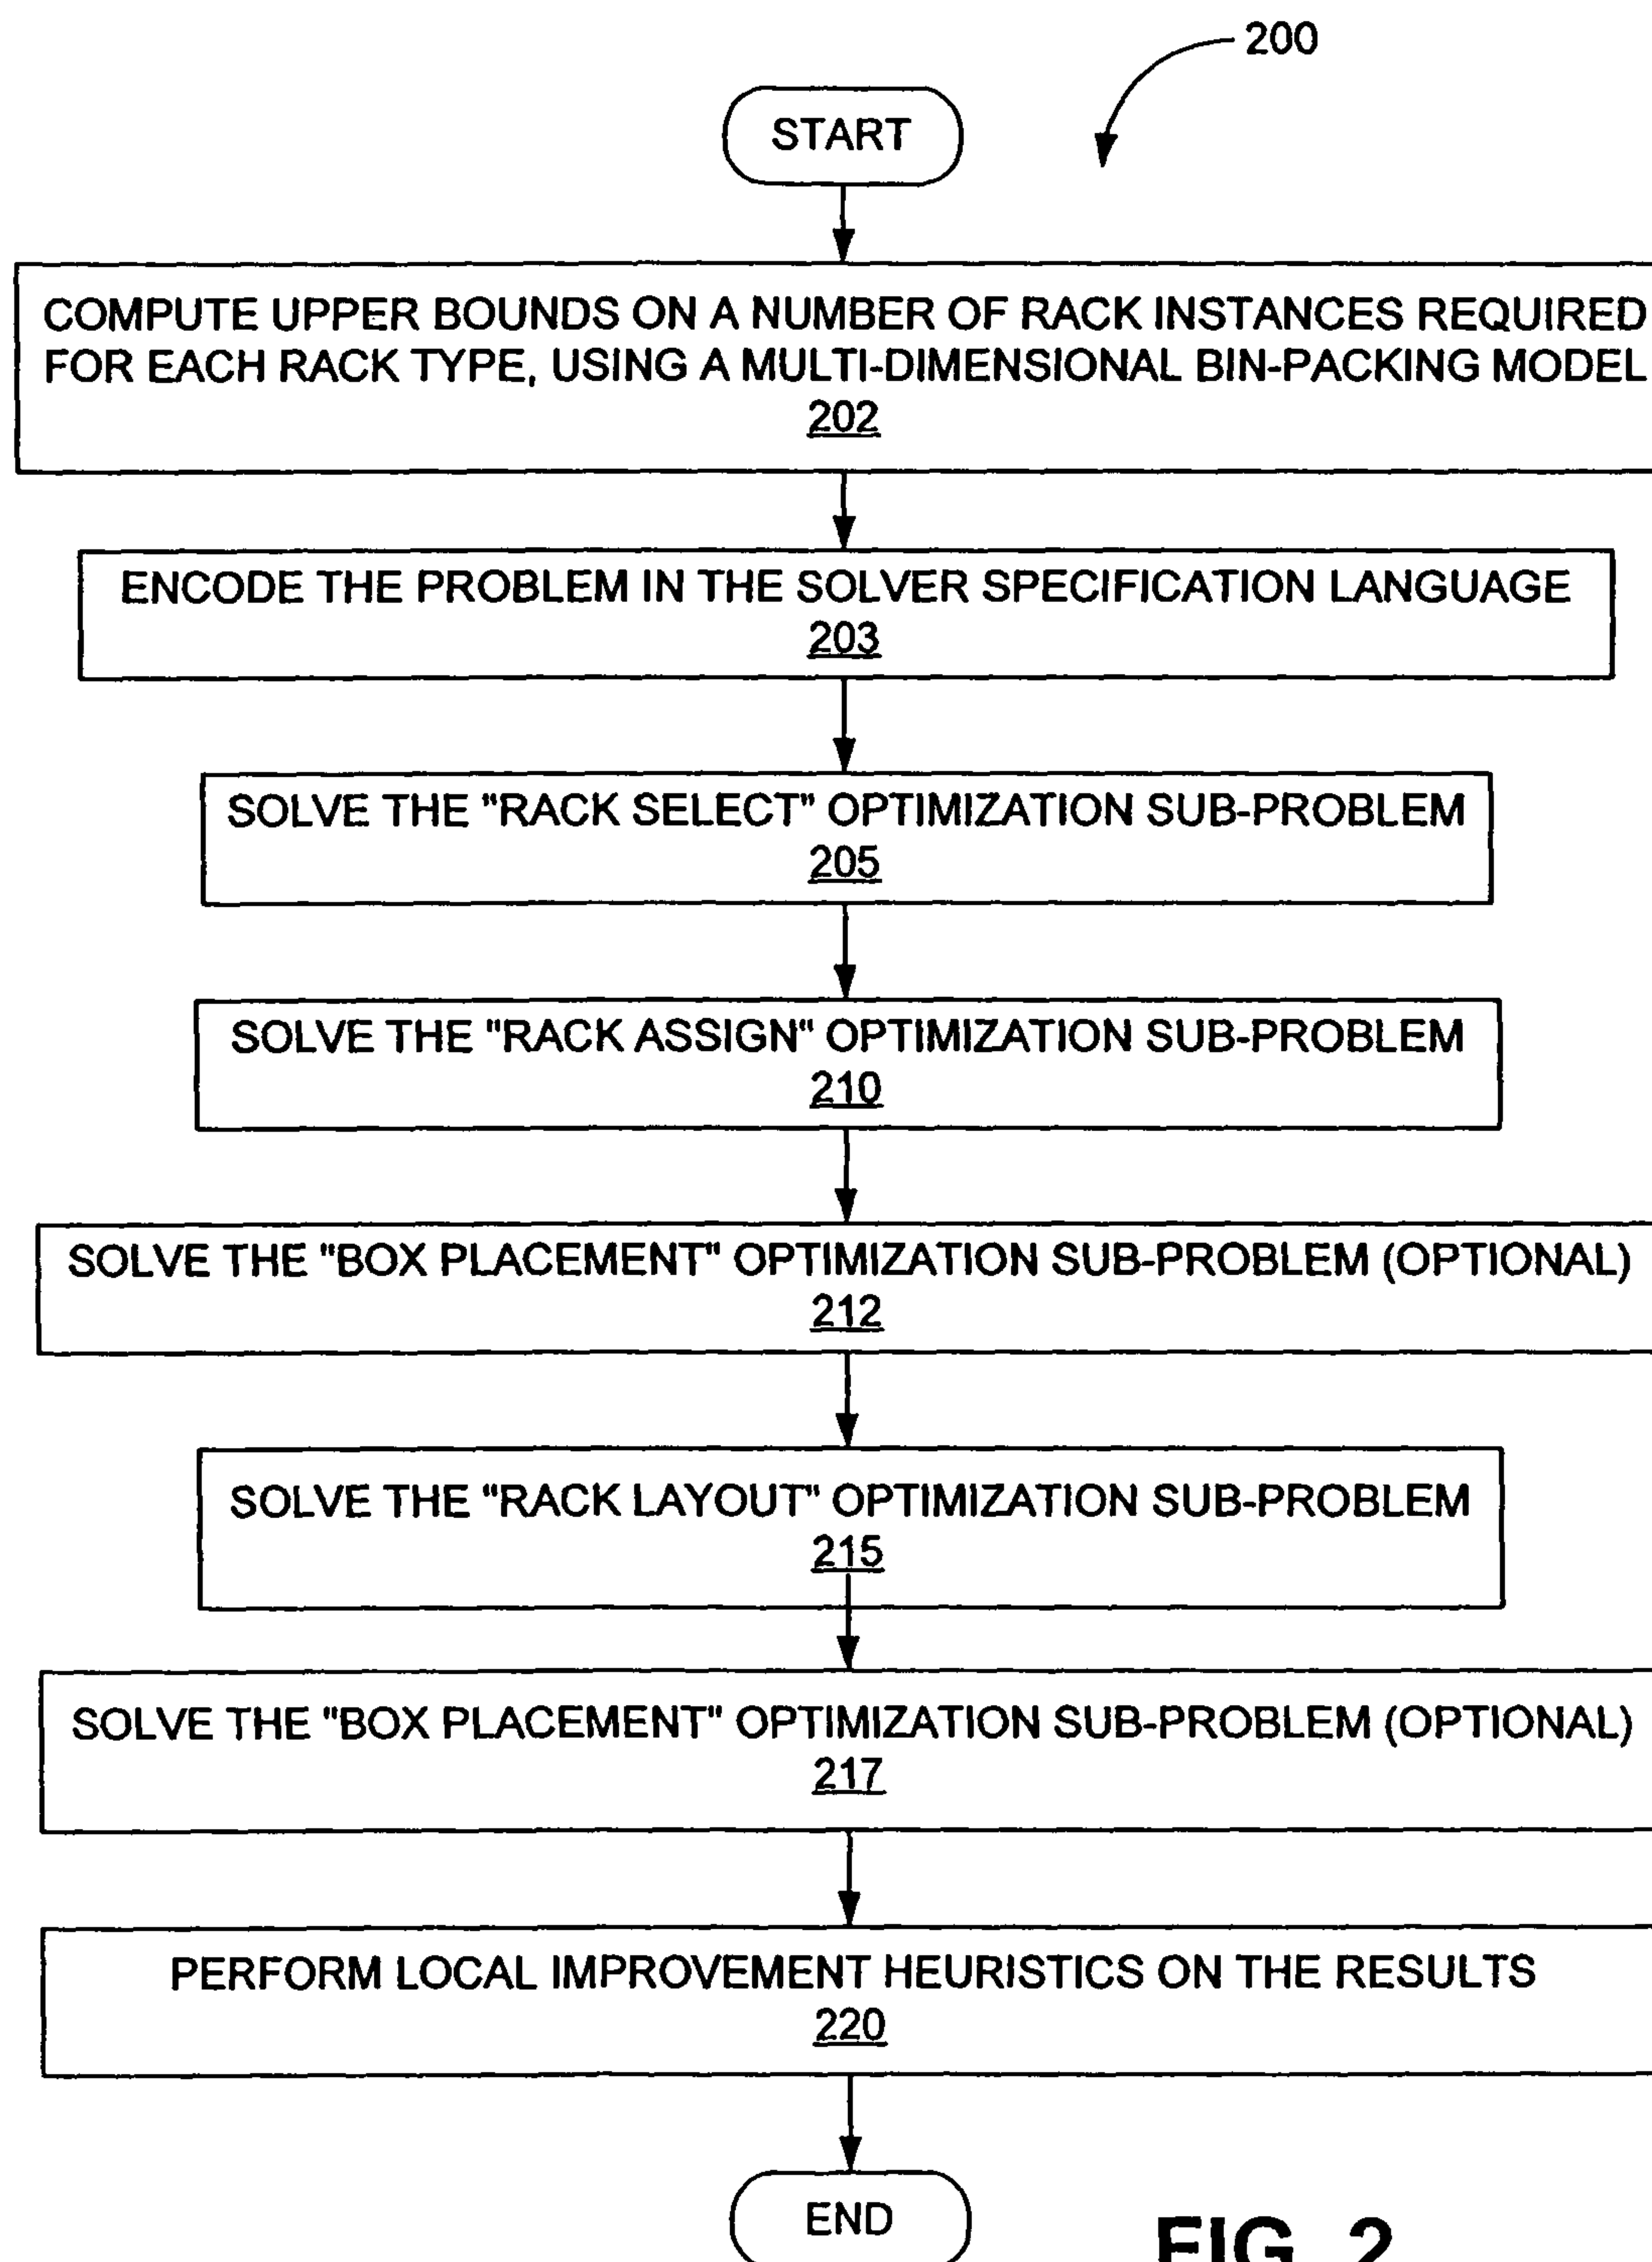 200
START
COMPUTE UPPER BOUNDS ON A NUMBER OF RACK INSTANCES REQUIRED
FOR EACH RACK TYPE, USING A MULTI-DIMENSIONAL BIN-PACKING MODEL
202
ENCODE THE PROBLEM IN THE SOLVER SPECIFICATION LANGUAGE
203
SOLVE THE "RACK SELECT" OPTIMIZATION SUB-PROBLEM
205
SOLVE THE "RACK ASSIGN" OPTIMIZATION SUB-PROBLEM
210
SOLVE THE "BOX PLACEMENT" OPTIMIZATION SUB-PROBLEM (OPTIONAL)
212
SOLVE THE "RACK LAYOUT" OPTIMIZATION SUB-PROBLEM
215
SOLVE THE "BOX PLACEMENT" OPTIMIZATION SUB-PROBLEM (OPTIONAL)
217
PERFORM LOCAL IMPROVEMENT HEURISTICS ON THE RESULTS
220
END
FIG. 2